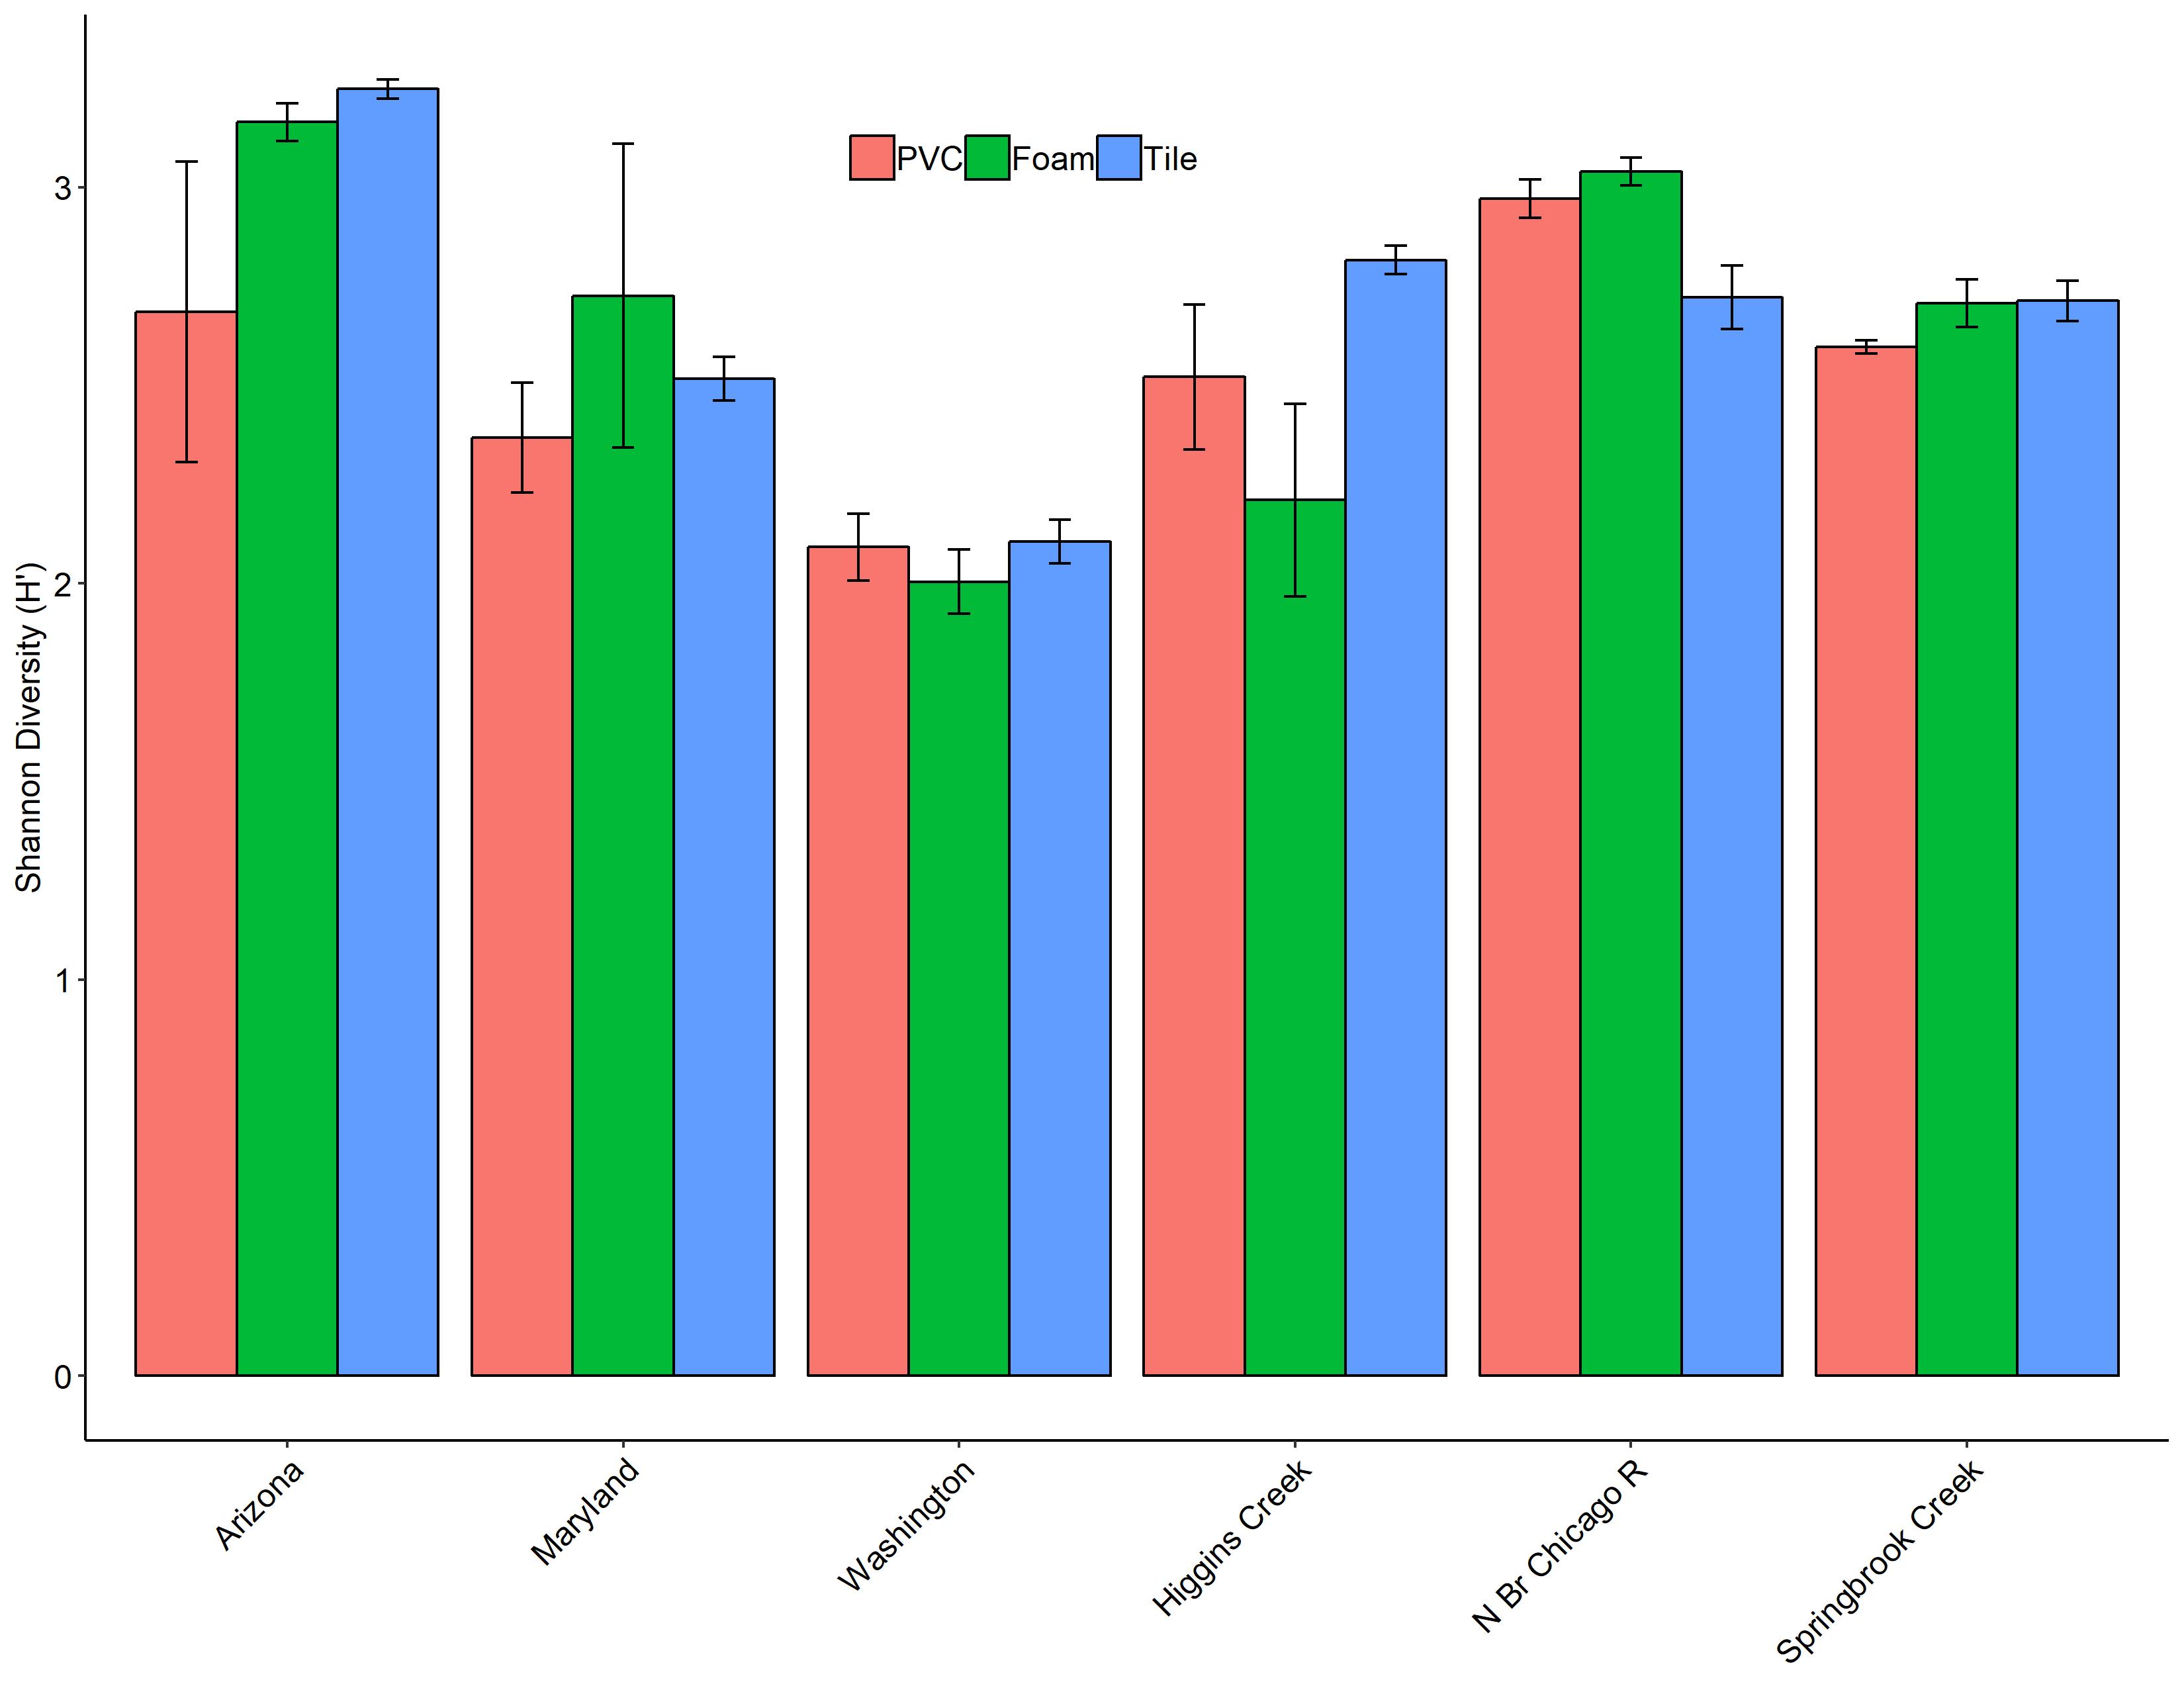 PVC Foam Tile
Shannon Diversity (H')
3
2
1
0
Arizona
Maryland
Washington
Higgins Creek
N Br Chicago R
Springbrook Creek